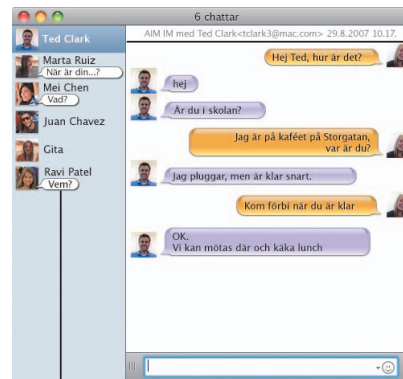 6 chattar
Ted Clark
Marta Ruiz
När är din...?
Mei Chen
Vad?
Juan Chavez
Gita
Ravi Patel
Vem?
AIM IM med Ted Clark<tclark3@mac.com> 29.8.2007 10.17.
Hej Ted, hur är det?
hej
Är du i skolan?
Jag är på kaféet på Storgatan,
var är du?
Jag pluggar, men är klar snart.
Kom förbi när du är klar
OK.
Vi kan mötas där och käka lunch